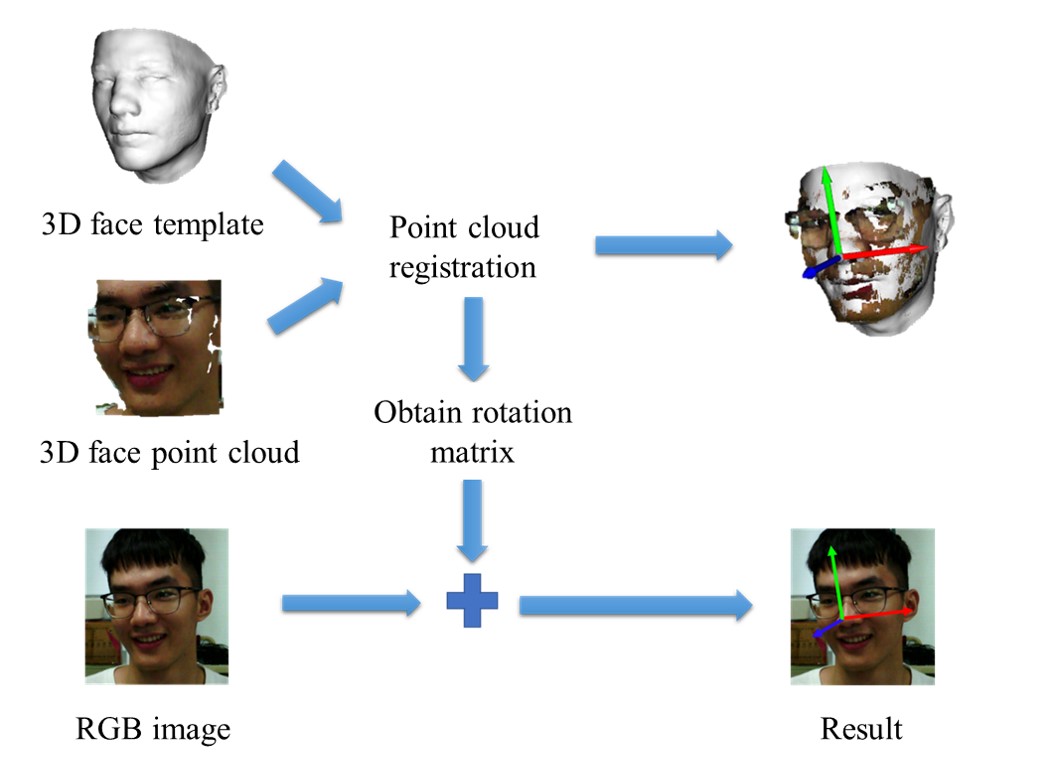 3D face template
Point cloud
registration
3D face point cloud
Obtain rotation
matrix
RGB image
Result